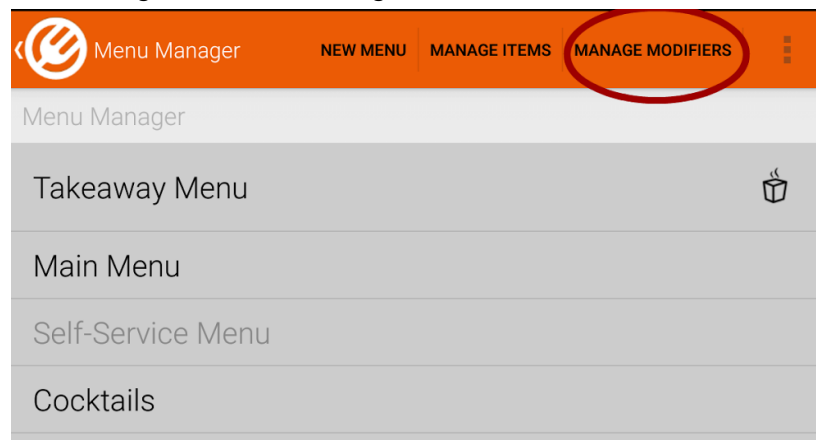 Menu Manager NEW MENU MANAGE ITEMS MANAGE MODIFIERS
Menu Manager
Takeaway Menu
Main Menu
Self-Service Menu
Cocktails